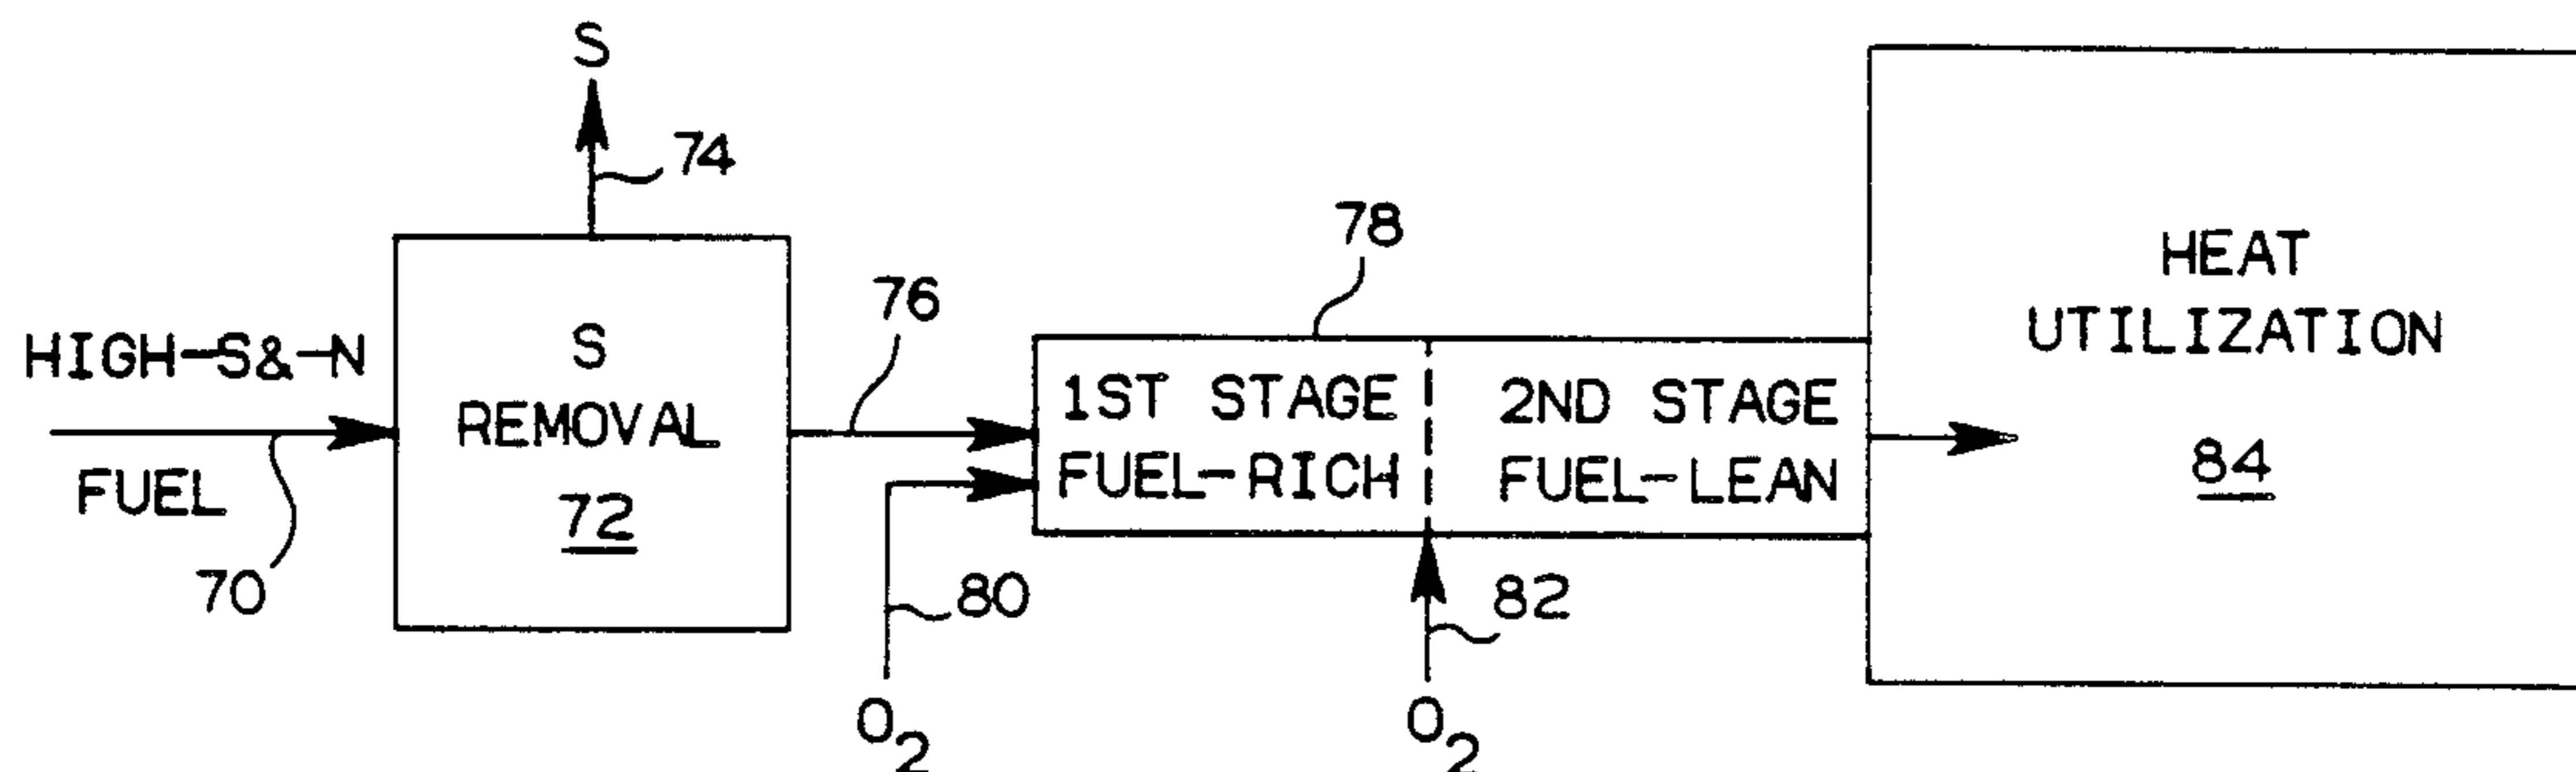 S
74
HIGH-S&-N
FUEL
70
S
REMOVAL
72
76
80
O2
78
1ST STAGE
FUEL-RICH
2ND STAGE
FUEL-LEAN
82
O2
HEAT
UTILIZATION
84